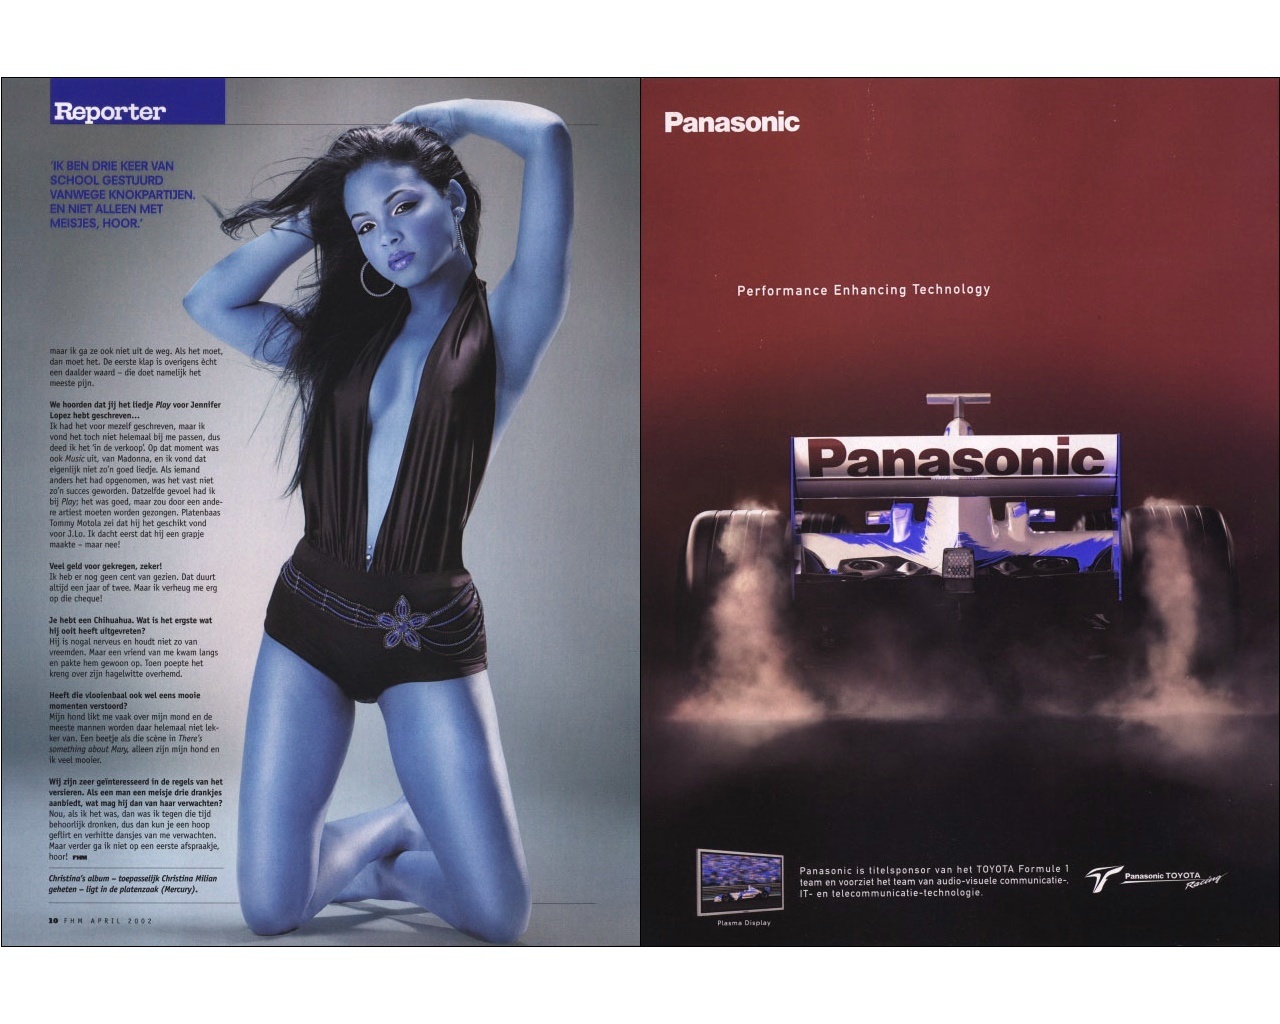 Reporter
'IK BEN DRIE KEER VAN
SCHOOL GESTUURD
VANWEGE KNOKPARTIJEN.
EN NIET ALLEEN MET
MEISJES, HOOR.'
maar ik ga ze ook niet uit de weg. Als het moet,
dan moet het. De eerste klap is overigens ècht
een daalder waard – die doet namelijk het
meeste pijn.
We hoorden dat jij het liedje Play voor Jennifer
Lopez hebt geschreven...
Ik had het voor mezelf geschreven, maar ik
vond het toch niet helemaal bij me passen, dus
deed ik het 'in de verkoop'. Op dat moment was
ook Music uit, van Madonna, en ik vond dat
eigenlijk niet zo'n goed liedje. Als iemand
anders het had opgenomen, was het vast niet
zo'n succes geworden. Datzelfde gevoel had ik
bij Play; het was goed, maar zou door een ande-
re artiest moeten worden gezongen. Platenbaas
Tommy Motola zei dat hij het geschikt vond
voor J.Lo. Ik dacht eerst dat hij een grapje
maakte – maar nee!
Veel geld voor gekregen, zeker!
Ik heb er nog geen cent van gezien. Dat duurt
altijd een jaar of twee. Maar ik verheug me erg
op die cheque!
Je hebt een Chihuahua. Wat is het ergste wat
hij ooit heeft uitgevreten?
Hij is nogal nerveus en houdt niet zo van
vreemden. Maar een vriend van me kwam langs
en pakte hem gewoon op. Toen poepte het
kreng over zijn hagelwitte overhemd.
Heeft die vlooienbaal ook wel eens mooie
momenten verstoord?
Mijn hond likt me vaak over mijn mond en de
meeste mannen worden daar helemaal niet lek-
ker van. Een beetje als die scène in There's
something about Mary, alleen zijn mijn hond en
ik veel mooier.
Wij zijn zeer geïnteresseerd in de regels van het
versieren. Als een man een meisje drie drankjes
aanbiedt, wat mag hij dan van haar verwachten?
Nou, als ik het was, dan was ik tegen die tijd
behoorlijk dronken, dus dan kun je een hoop
geflirt en verhitte dansjes van me verwachten.
Maar verder ga ik niet op een eerste afspraakje,
hoor! FHM
Christina's album – toepasselijk Christina Milian
geheten – ligt in de platenzaak (Mercury).
10 FHM APRIL 2002
Panasonic
Performance Enhancing Technology
Panasonic
Plasma Display
Panasonic is titelsponsor van het TOYOTA Formule 1
team en voorziet het team van audio-visuele communicatie-,
IT- en telecommunicatie-technologie.
Panasonic TOYOTA
Racing